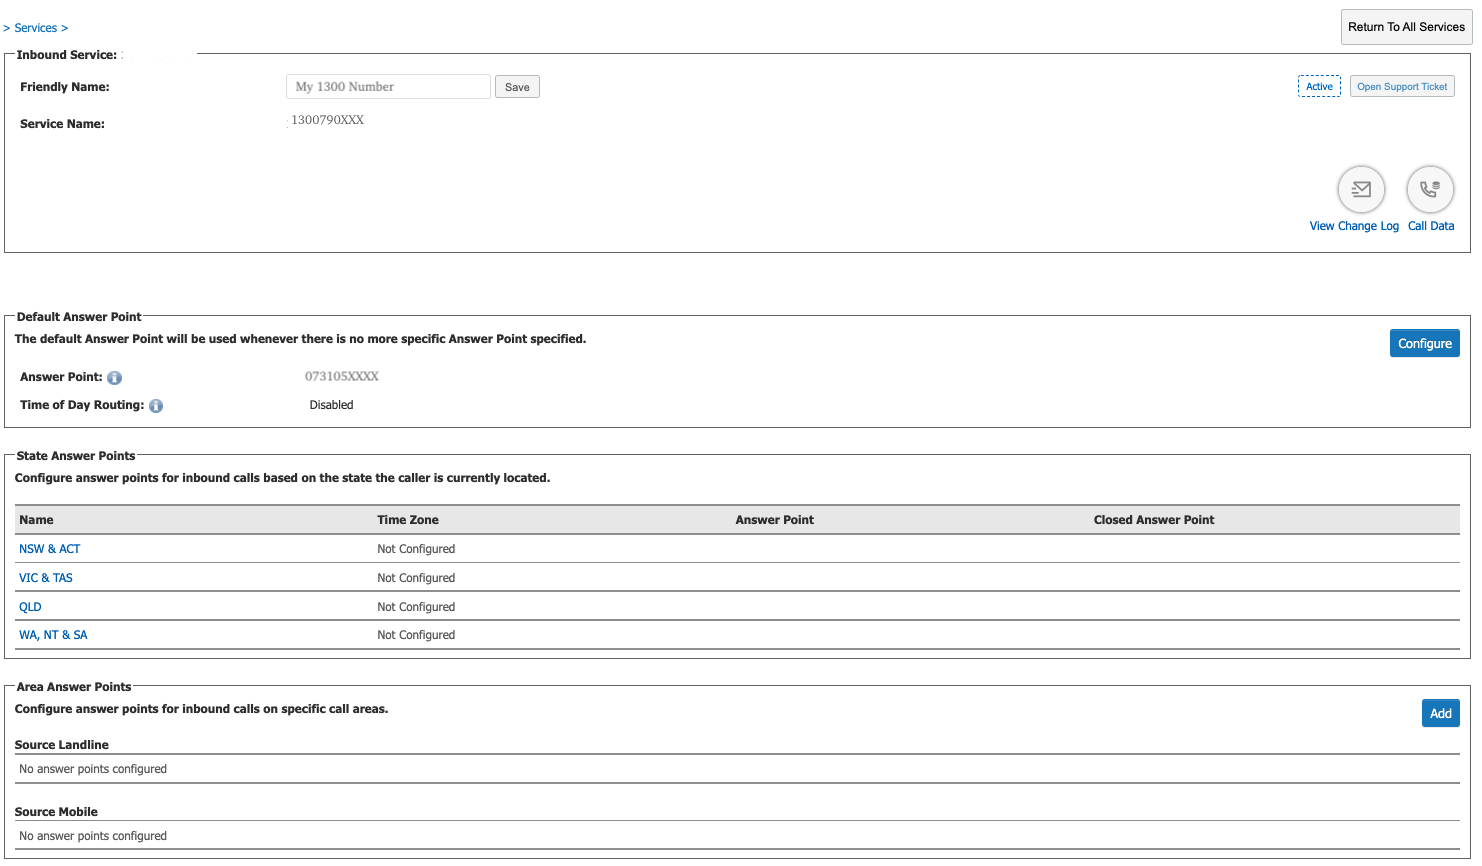 > Services >
Return To All Services
Inbound Service:
Friendly Name:
My 1300 Number
Save
Active
Open Support Ticket
Service Name:
1300790XXX
View Change Log
Call Data
Default Answer Point
The default Answer Point will be used whenever there is no more specific Answer Point specified.
Configure
Answer Point:
073105XXXX
Time of Day Routing:
Disabled
State Answer Points
Configure answer points for inbound calls based on the state the caller is currently located.
Name Time Zone Answer Point Closed Answer Point
NSW & ACT Not Configured
VIC & TAS Not Configured
QLD Not Configured
WA, NT & SA Not Configured
Area Answer Points
Configure answer points for inbound calls on specific call areas.
Add
Source Landline
No answer points configured
Source Mobile
No answer points configured